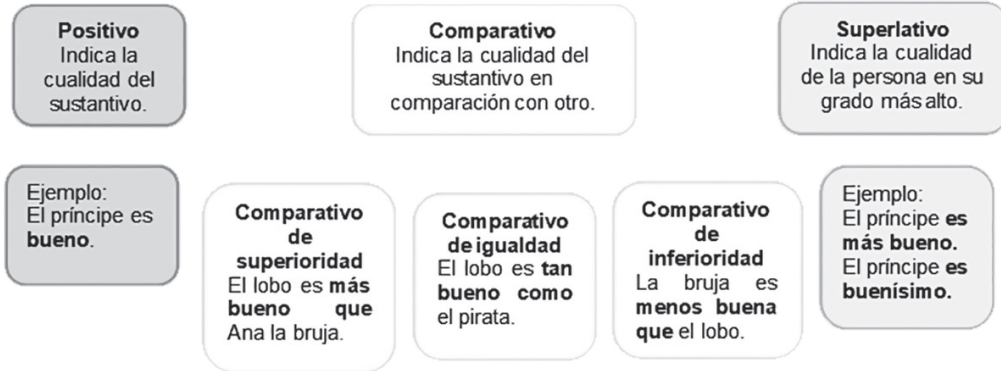 Positivo
Indica la
cualidad del
sustantivo.
Comparativo
Indica la cualidad del
sustantivo en
comparación con otro.
Superlativo
Indica la cualidad
de la persona en su
grado más alto.
Ejemplo:
El príncipe es
bueno.
Comparativo
de
superioridad
El lobo es más
bueno que
Ana la bruja.
Comparativo
de igualdad
El lobo es tan
bueno como
el pirata.
Comparativo
de
inferioridad
La bruja es
menos buena
que el lobo.
Ejemplo:
El príncipe es
más bueno.
El príncipe es
buenísimo.